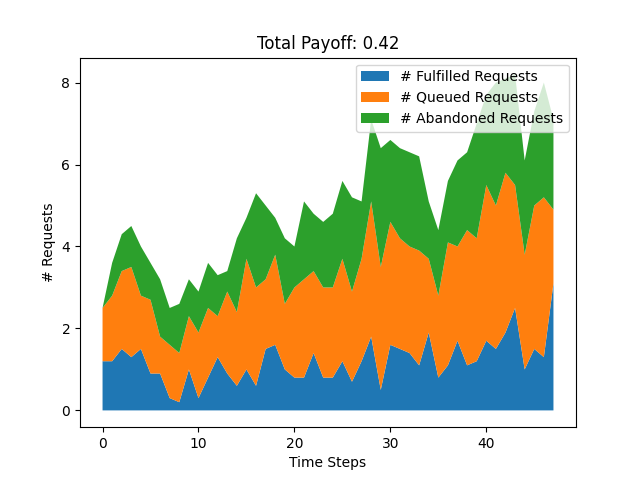 Total Payoff: 0.42
# Fulfilled Requests
# Queued Requests
# Abandoned Requests
# Requests
8
6
4
2
0
0 10 20 30 40
Time Steps